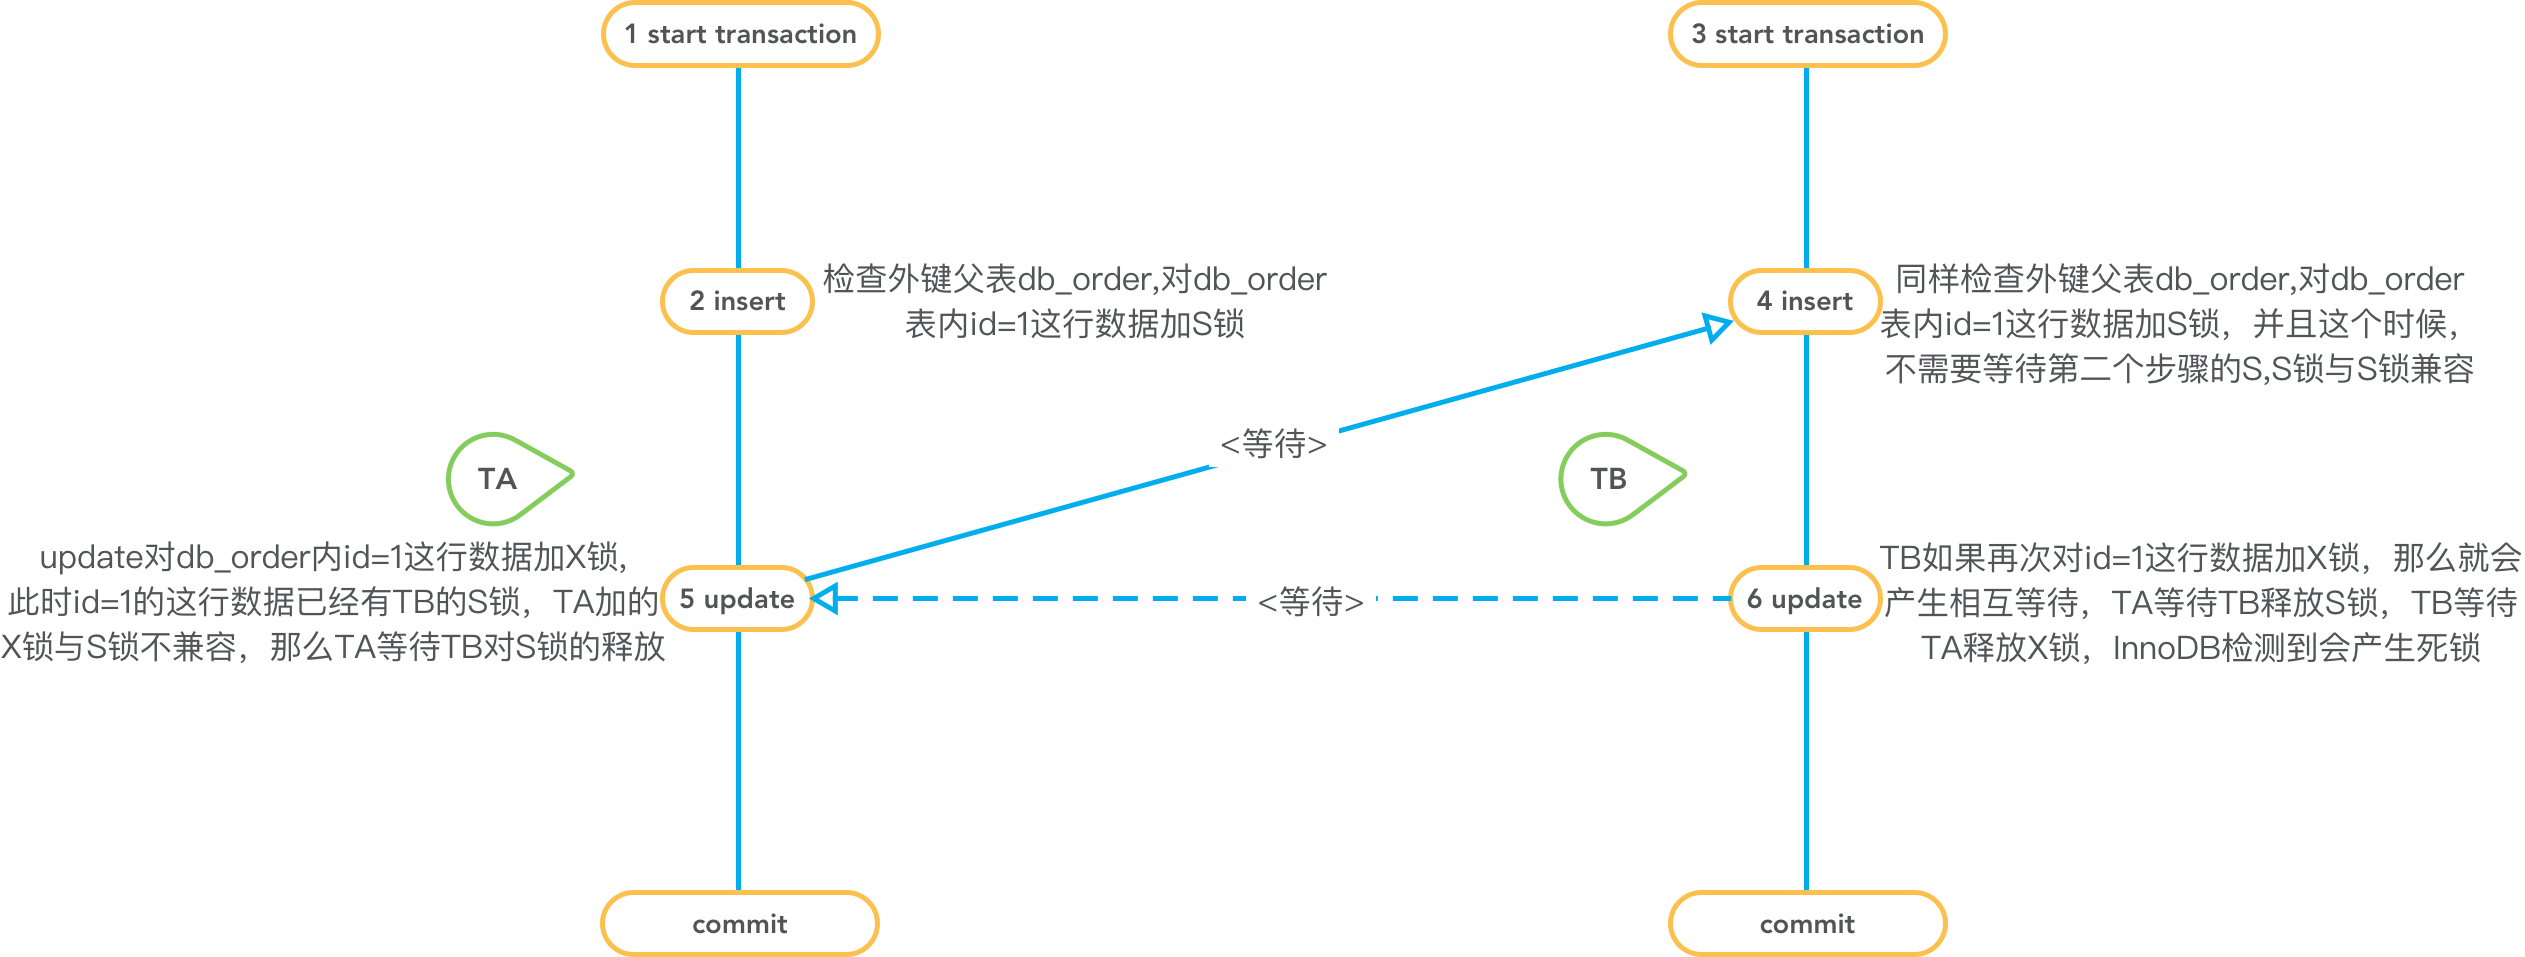 1 start transaction
3 start transaction
2 insert
检查外键父表db_order,对db_order
表内id=1这行数据加S锁
4 insert
同样检查外键父表db_order,对db_order
表内id=1这行数据加S锁，并且这个时候，
不需要等待第二个步骤的S,S锁与S锁兼容
<等待>
TA
TB
update对db_order内id=1这行数据加X锁,
此时id=1的这行数据已经有TB的S锁，TA加的
X锁与S锁不兼容，那么TA等待TB对S锁的释放
5 update
<等待>
6 update
TB如果再次对id=1这行数据加X锁，那么就会
产生相互等待，TA等待TB释放S锁，TB等待
TA释放X锁，InnoDB检测到会产生死锁
commit
commit